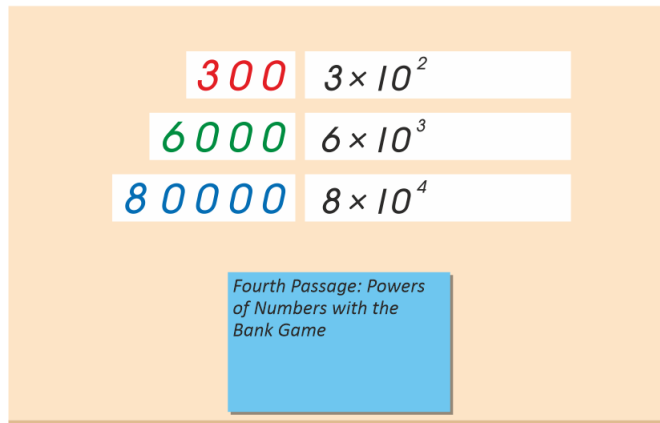 300 3 × 10²
6000 6 × 10³
80000 8 × 10⁴
Fourth Passage: Powers
of Numbers with the
Bank Game